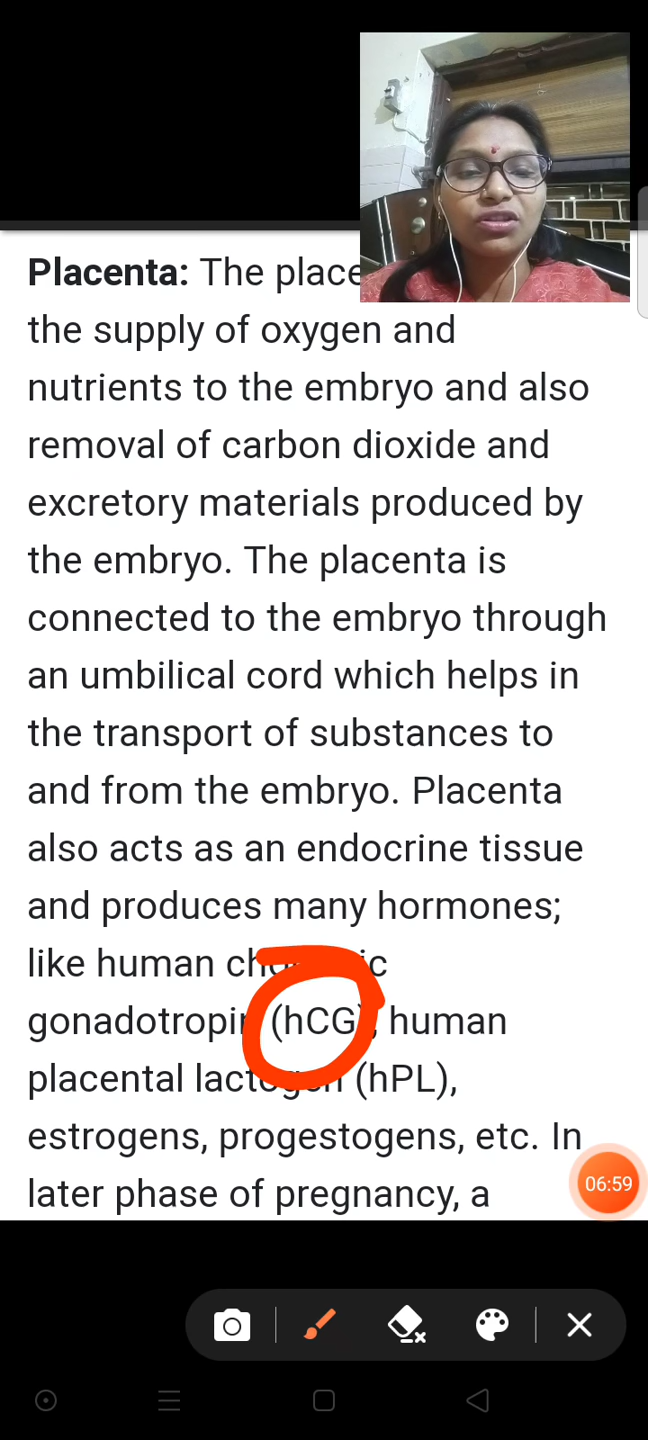 Placenta: The place
the supply of oxygen and
nutrients to the embryo and also
removal of carbon dioxide and
excretory materials produced by
the embryo. The placenta is
connected to the embryo through
an umbilical cord which helps in
the transport of substances to
and from the embryo. Placenta
also acts as an endocrine tissue
and produces many hormones;
like human
gonadotropin (hCG), human
placental lactogen (hPL),
estrogens, progestogens, etc. In
later phase of pregnancy, a
06:59